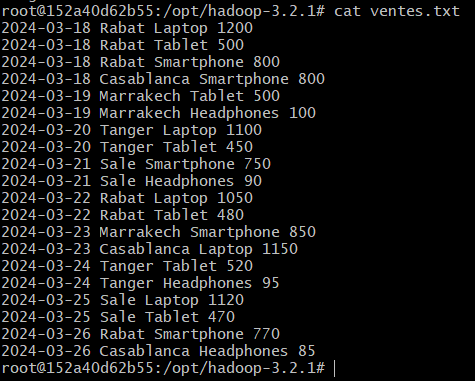 root@152a40d62b55:/opt/hadoop-3.2.1# cat ventes.txt
2024-03-18 Rabat Laptop 1200
2024-03-18 Rabat Tablet 500
2024-03-18 Rabat Smartphone 800
2024-03-18 Casablanca Smartphone 800
2024-03-19 Marrakech Tablet 500
2024-03-19 Marrakech Headphones 100
2024-03-20 Tanger Laptop 1100
2024-03-20 Tanger Tablet 450
2024-03-21 Sale Smartphone 750
2024-03-21 Sale Headphones 90
2024-03-22 Rabat Laptop 1050
2024-03-22 Rabat Tablet 480
2024-03-23 Marrakech Smartphone 850
2024-03-23 Casablanca Laptop 1150
2024-03-24 Tanger Tablet 520
2024-03-24 Tanger Headphones 95
2024-03-25 Sale Laptop 1120
2024-03-25 Sale Tablet 470
2024-03-26 Rabat Smartphone 770
2024-03-26 Casablanca Headphones 85
root@152a40d62b55:/opt/hadoop-3.2.1#